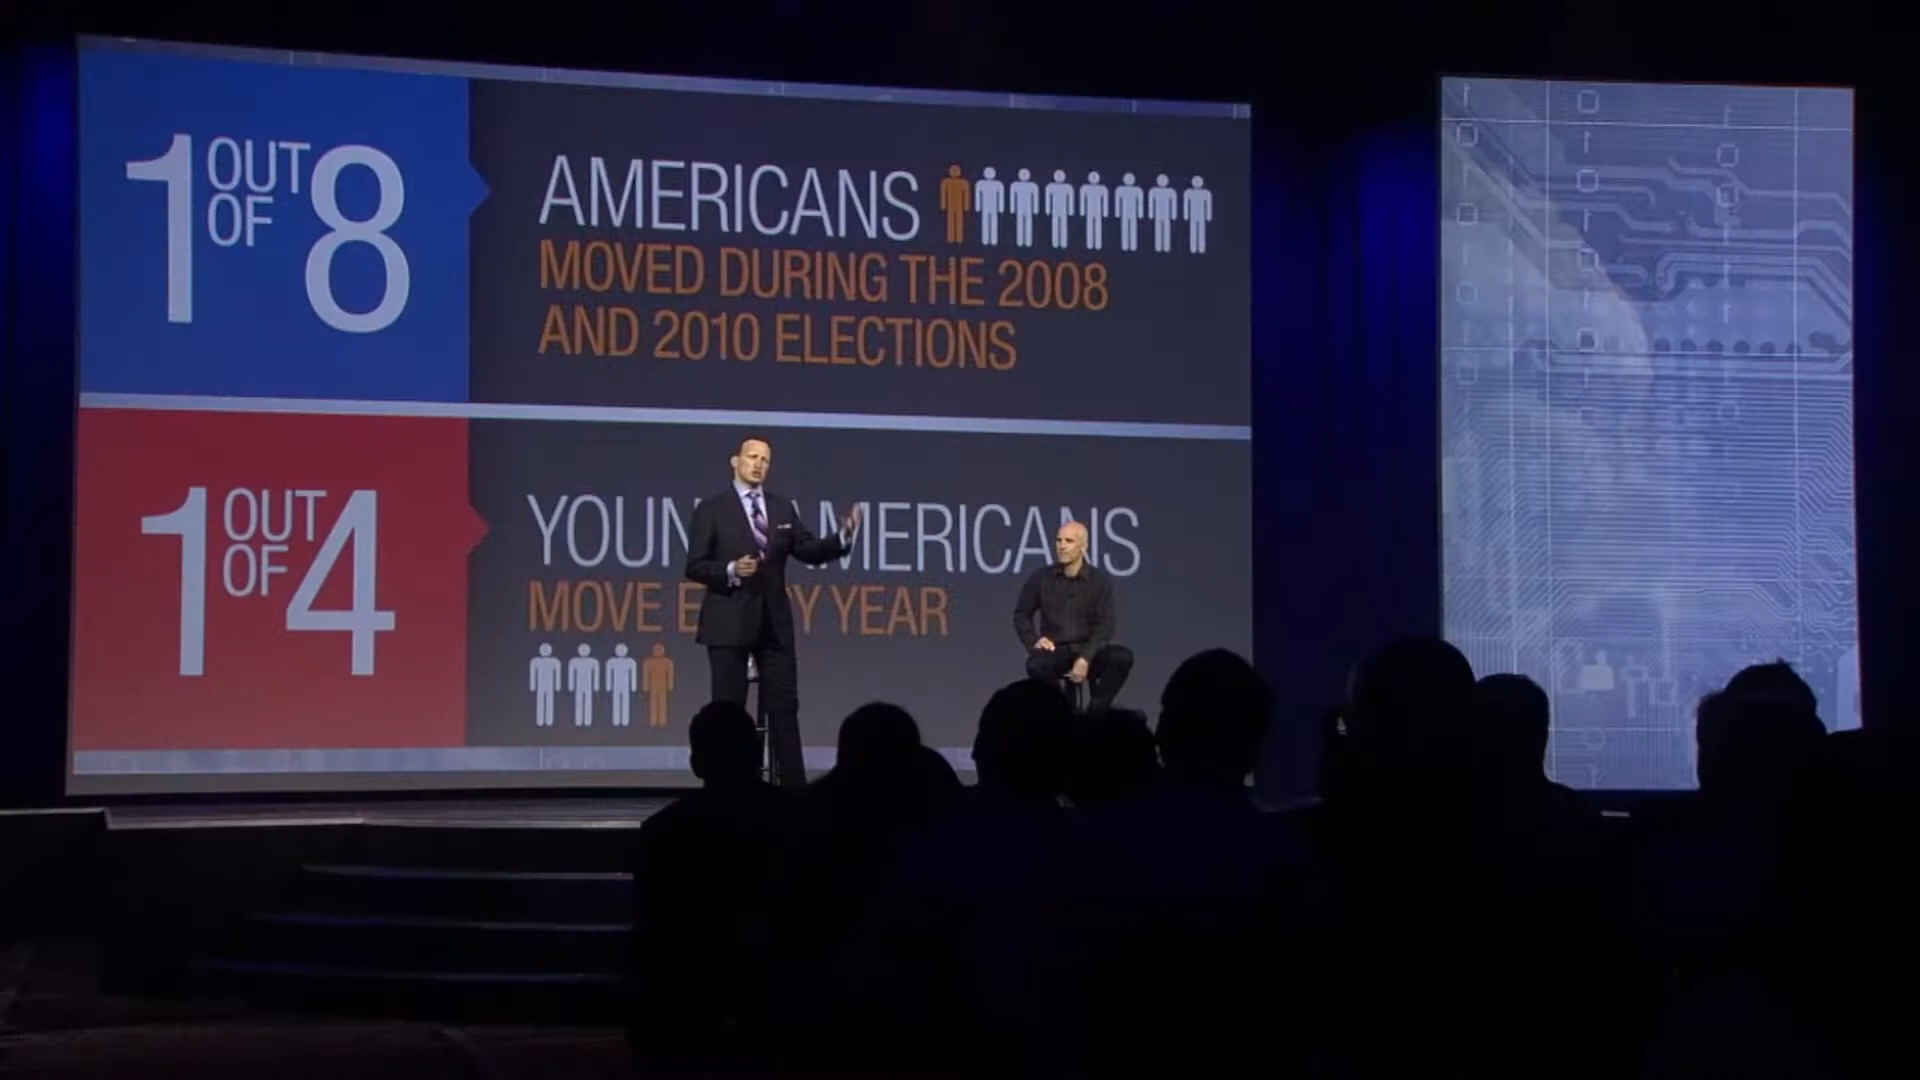 1 OUT OF 8
AMERICANS
MOVED DURING THE 2008
AND 2010 ELECTIONS
1 OUT OF 4
AMERICANS
MOVE YEAR